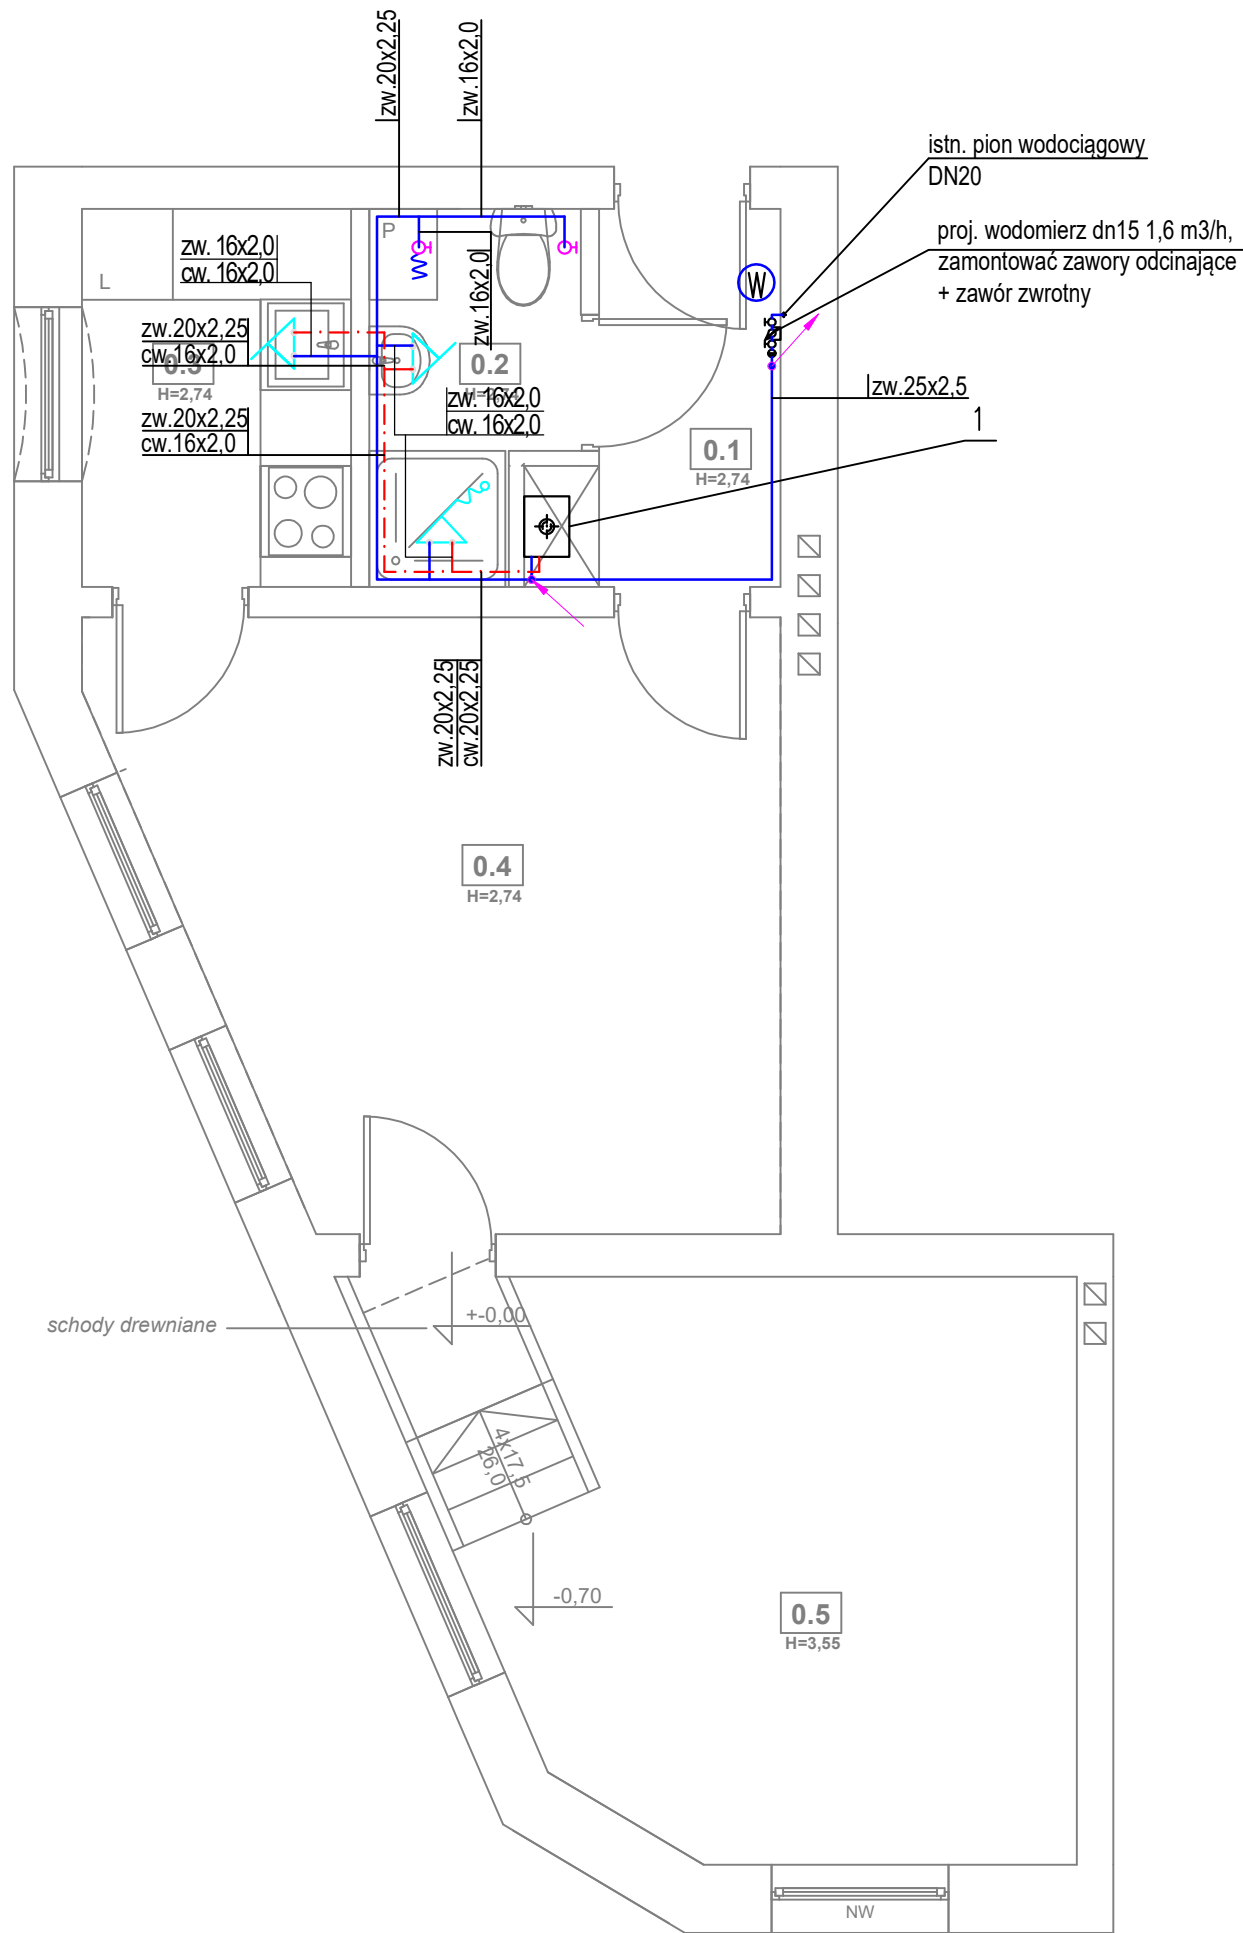 zw.20x2,25
zw.16x2,0
istn. pion wodociągowy
DN20
proj. wodomierz dn15 1,6 m3/h,
zamontować zawory odcinające
+ zawór zwrotny
P
zw. 16x2,0
cw. 16x2,0
L
W
zw.16x2,0
zw.20x2,25
cw.16x2,0
0.3
H=2,74
0.2
H=2,74
zw.25x2,5
1
zw. 16x2,0
cw. 16x2,0
zw.20x2,25
cw.16x2,0
0.1
H=2,74
zw.20x2,25
cw.20x2,25
0.4
H=2,74
schody drewniane
+-0,00
4x17,5
26,0
-0,70
0.5
H=3,55
NW